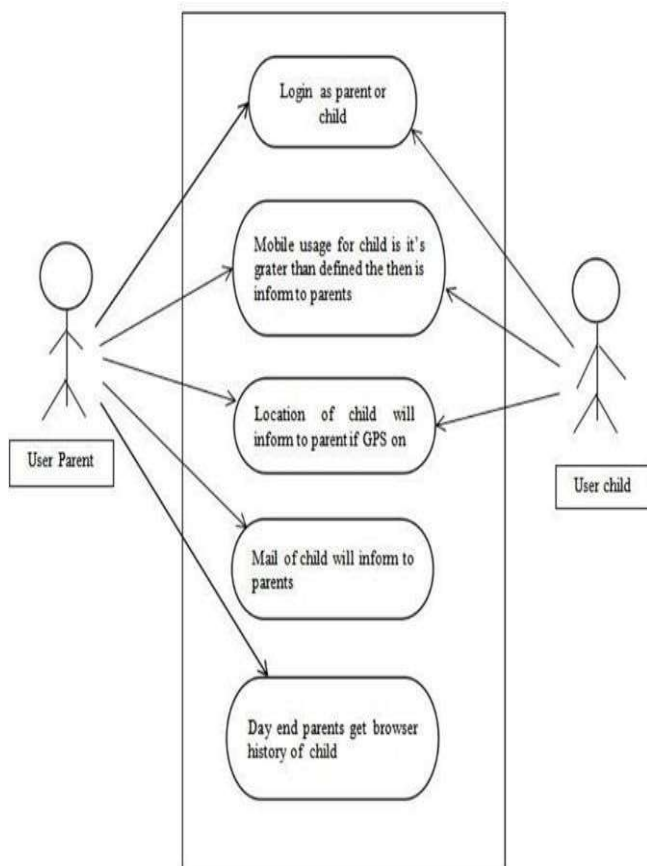 Login as parent or
child
Mobile usage for child is it's
grater than defined the then is
inform to parents
Location of child will
inform to parent if GPS on
User Parent
User child
Mail of child will inform to
parents
Day end parents get browser
history of child